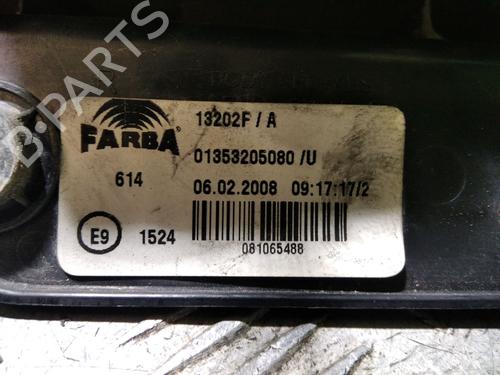 B-PARTS
FARBA®
13202F / A
01353205080 /U
614
06.02.2008 09:17:17/2
E9
1524
081065488